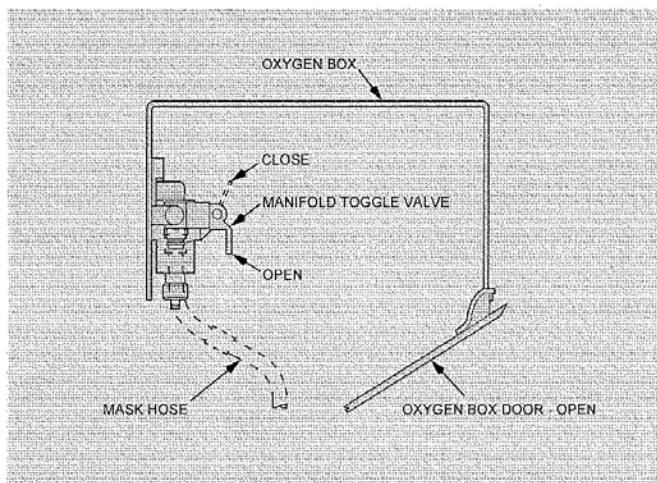 OXYGEN BOX
CLOSE
MANIFOLD TOGGLE VALVE
OPEN
MASK HOSE
OXYGEN BOX DOOR - OPEN